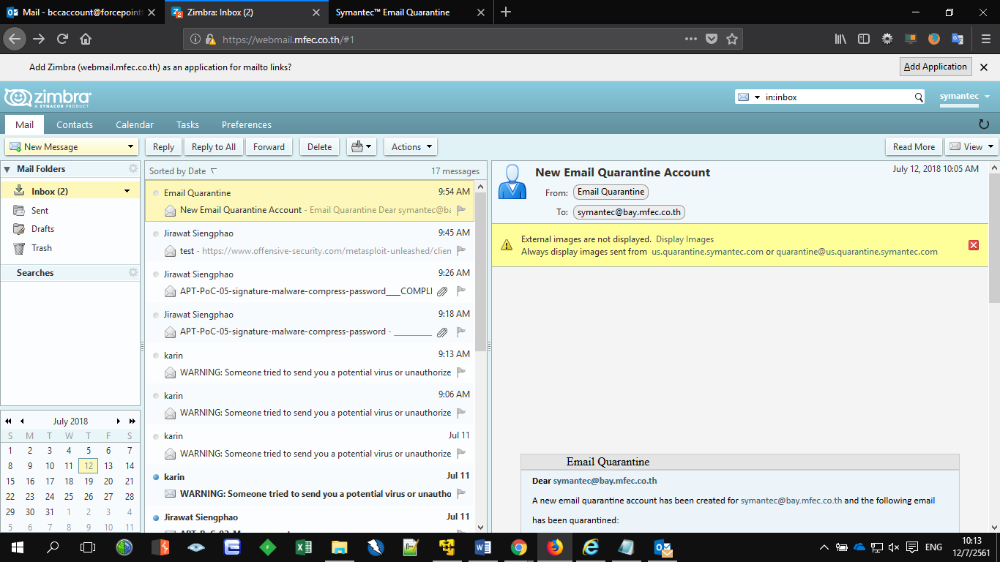 Mail - bccaccount@forcepoint
Zimbra: Inbox (2)
Symantec™ Email Quarantine
https://webmail.mfec.co.th/#1
Add Zimbra (webmail.mfec.co.th) as an application for mailto links?
Add Application
zimbra
A SYNACOR PRODUCT
in:inbox
symantec
Mail
Contacts
Calendar
Tasks
Preferences
New Message
Reply
Reply to All
Forward
Delete
Actions
Read More
View
Mail Folders
Inbox (2)
Sent
Drafts
Trash
Searches
July 2018
S M T W T F S
1 2 3 4 5 6 7
8 9 10 11 12 13 14
15 16 17 18 19 20 21
22 23 24 25 26 27 28
29 30 31 1 2 3 4
5 6 7 8 9 10 11
Sorted by Date
17 messages
Email Quarantine 9:54 AM
New Email Quarantine Account - Email Quarantine Dear symantec@ba
Jirawat Siengphao 9:45 AM
test - https://www.offensive-security.com/metasploit-unleashed/clien
Jirawat Siengphao 9:26 AM
APT-PoC-05-signature-malware-compress-password___COMPLE
Jirawat Siengphao 9:18 AM
APT-PoC-05-signature-malware-compress-password - __________
karin 9:13 AM
WARNING: Someone tried to send you a potential virus or unauthorize
karin 9:06 AM
WARNING: Someone tried to send you a potential virus or unauthorize
karin Jul 11
WARNING: Someone tried to send you a potential virus or unauthorize
karin Jul 11
WARNING: Someone tried to send you a potential virus or unautho
Jirawat Siengphao Jul 11
New Email Quarantine Account
July 12, 2018 10:05 AM
From: Email Quarantine
To: symantec@bay.mfec.co.th
External images are not displayed. Display Images
Always display images sent from us.quarantine.symantec.com or quarantine@us.quarantine.symantec.com
Email Quarantine
Dear symantec@bay.mfec.co.th
A new email quarantine account has been created for symantec@bay.mfec.co.th and the following email
has been quarantined:
ENG
10:13
12/7/2561